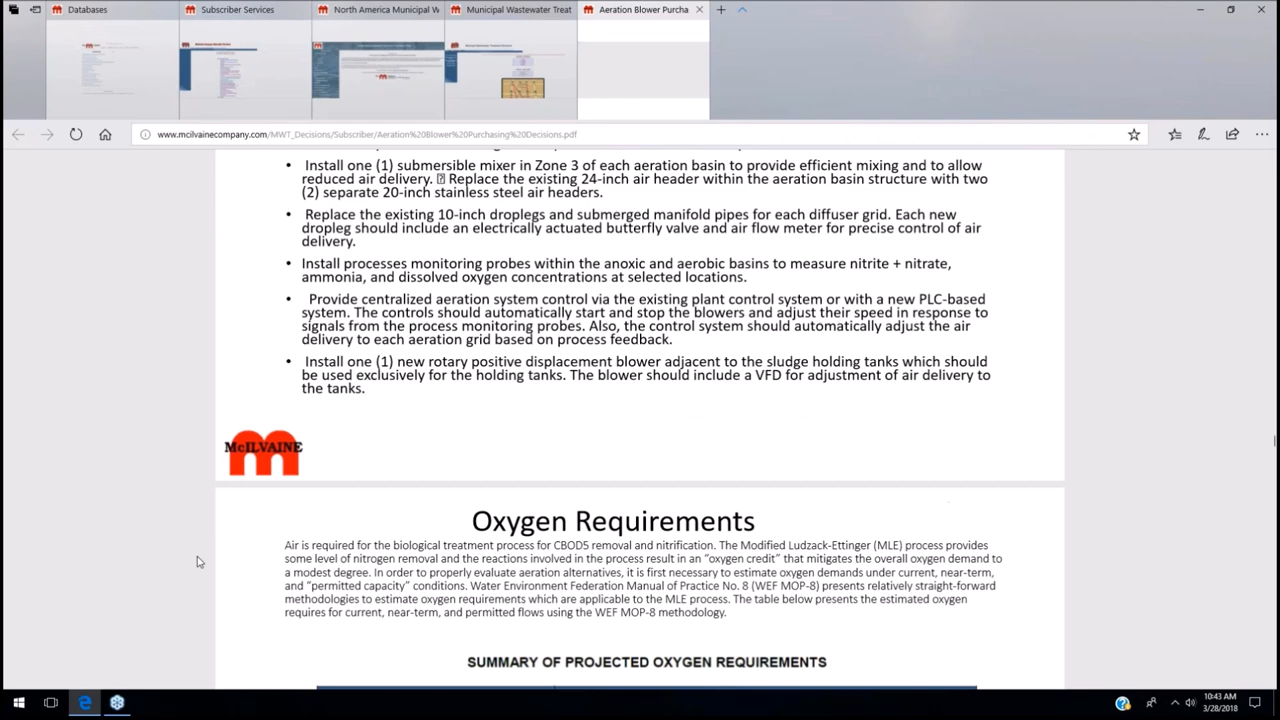 Databases
Subscriber Services
North America Municipal W
Municipal Wastewater Treat
Aeration Blower Purcha
www.mcilvainecompany.com/MWT_Decisions/Subscriber/Aeration%20Blower%20Purchasing%20Decisions.pdf
• Install one (1) submersible mixer in Zone 3 of each aeration basin to provide efficient mixing and to allow
reduced air delivery. Replace the existing 24-inch air header within the aeration basin structure with two
(2) separate 20-inch stainless steel air headers.
• Replace the existing 10-inch droplegs and submerged manifold pipes for each diffuser grid. Each new
dropleg should include an electrically actuated butterfly valve and air flow meter for precise control of air
delivery.
• Install processes monitoring probes within the anoxic and aerobic basins to measure nitrite + nitrate,
ammonia, and dissolved oxygen concentrations at selected locations.
• Provide centralized aeration system control via the existing plant control system or with a new PLC-based
system. The controls should automatically start and stop the blowers and adjust their speed in response to
signals from the process monitoring probes. Also, the control system should automatically adjust the air
delivery to each aeration grid based on process feedback.
• Install one (1) new rotary positive displacement blower adjacent to the sludge holding tanks which should
be used exclusively for the holding tanks. The blower should include a VFD for adjustment of air delivery to
the tanks.
McILVAINE
Oxygen Requirements
Air is required for the biological treatment process for CBOD5 removal and nitrification. The Modified Ludzack-Ettinger (MLE) process provides
some level of nitrogen removal and the reactions involved in the process result in an “oxygen credit” that mitigates the overall oxygen demand to
a modest degree. In order to properly evaluate aeration alternatives, it is first necessary to estimate oxygen demands under current, near-term,
and “permitted capacity” conditions. Water Environment Federation Manual of Practice No. 8 (WEF MOP-8) presents relatively straight-forward
methodologies to estimate oxygen requirements which are applicable to the MLE process. The table below presents the estimated oxygen
requires for current, near-term, and permitted flows using the WEF MOP-8 methodology.
SUMMARY OF PROJECTED OXYGEN REQUIREMENTS
10:43 AM
3/28/2018